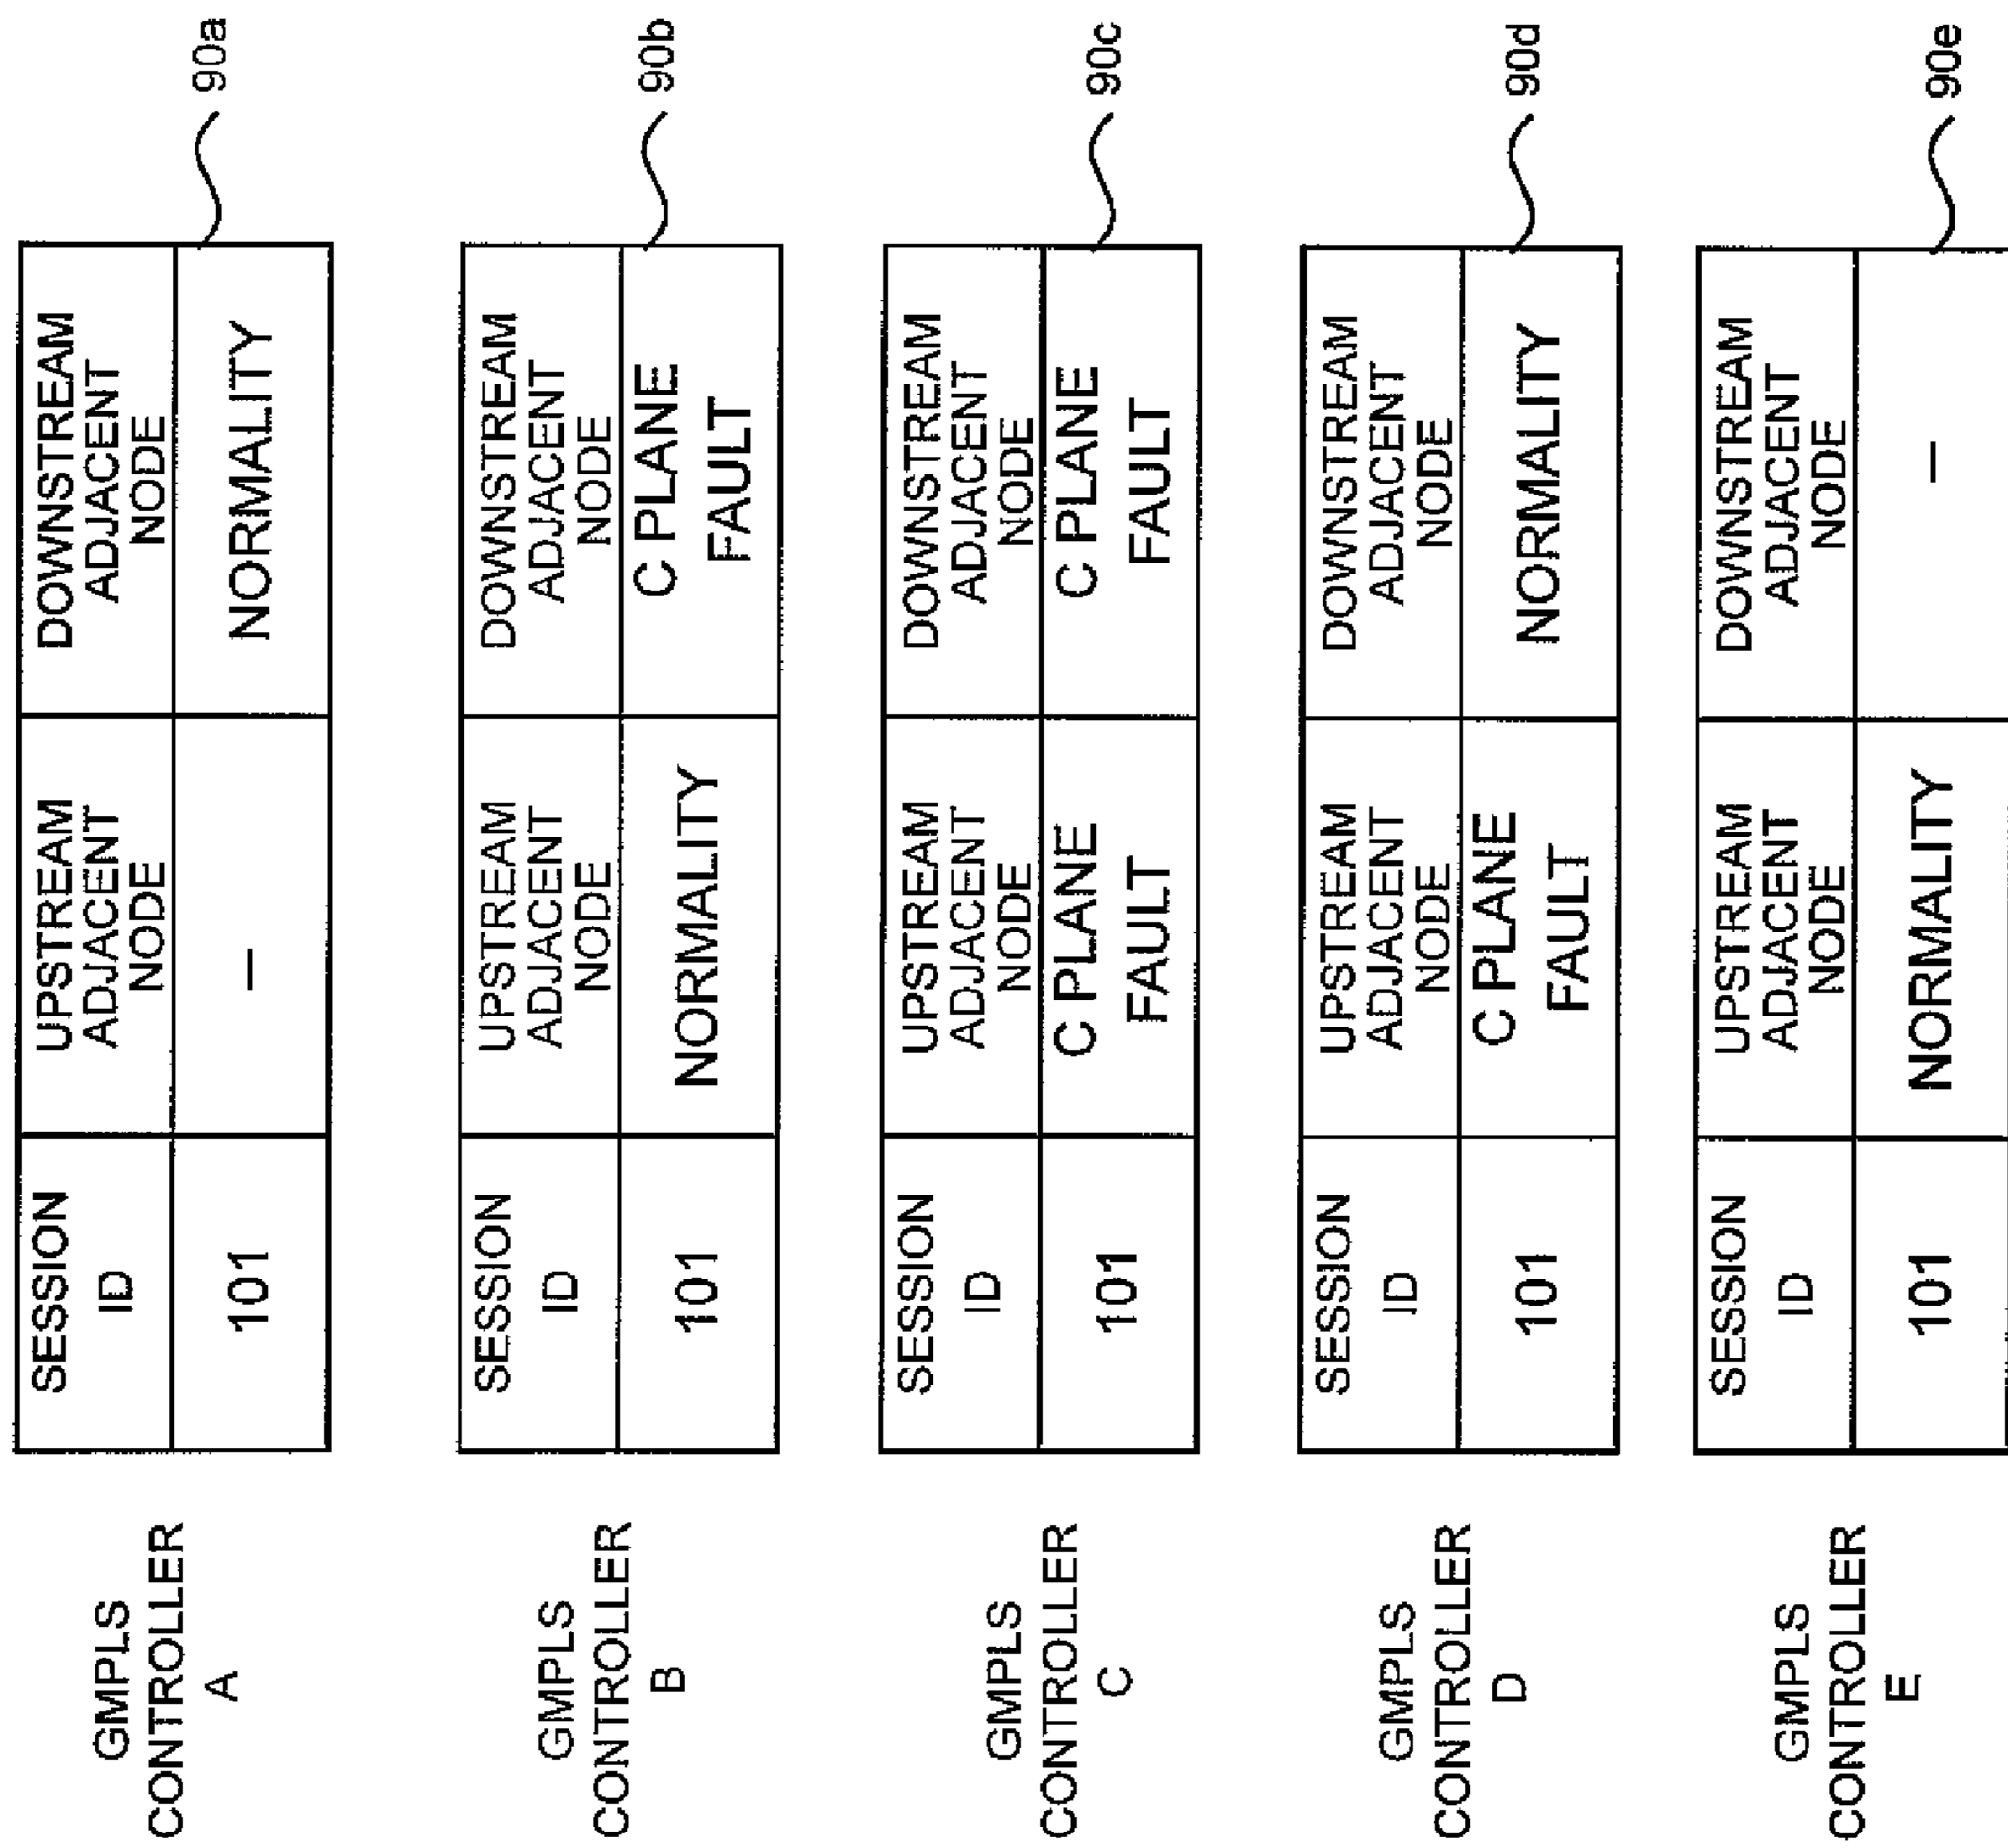 GMPLS
CONTROLLER
A
SESSION
ID
UPSTREAM
ADJACENT
NODE
DOWNSTREAM
ADJACENT
NODE
101
–
NORMALITY
90a
GMPLS
CONTROLLER
B
SESSION
ID
UPSTREAM
ADJACENT
NODE
DOWNSTREAM
ADJACENT
NODE
101
NORMALITY
C PLANE
FAULT
90b
GMPLS
CONTROLLER
C
SESSION
ID
UPSTREAM
ADJACENT
NODE
DOWNSTREAM
ADJACENT
NODE
101
C PLANE
FAULT
C PLANE
FAULT
90c
GMPLS
CONTROLLER
D
SESSION
ID
UPSTREAM
ADJACENT
NODE
DOWNSTREAM
ADJACENT
NODE
101
C PLANE
FAULT
NORMALITY
90d
GMPLS
CONTROLLER
E
SESSION
ID
UPSTREAM
ADJACENT
NODE
DOWNSTREAM
ADJACENT
NODE
101
NORMALITY
–
90e